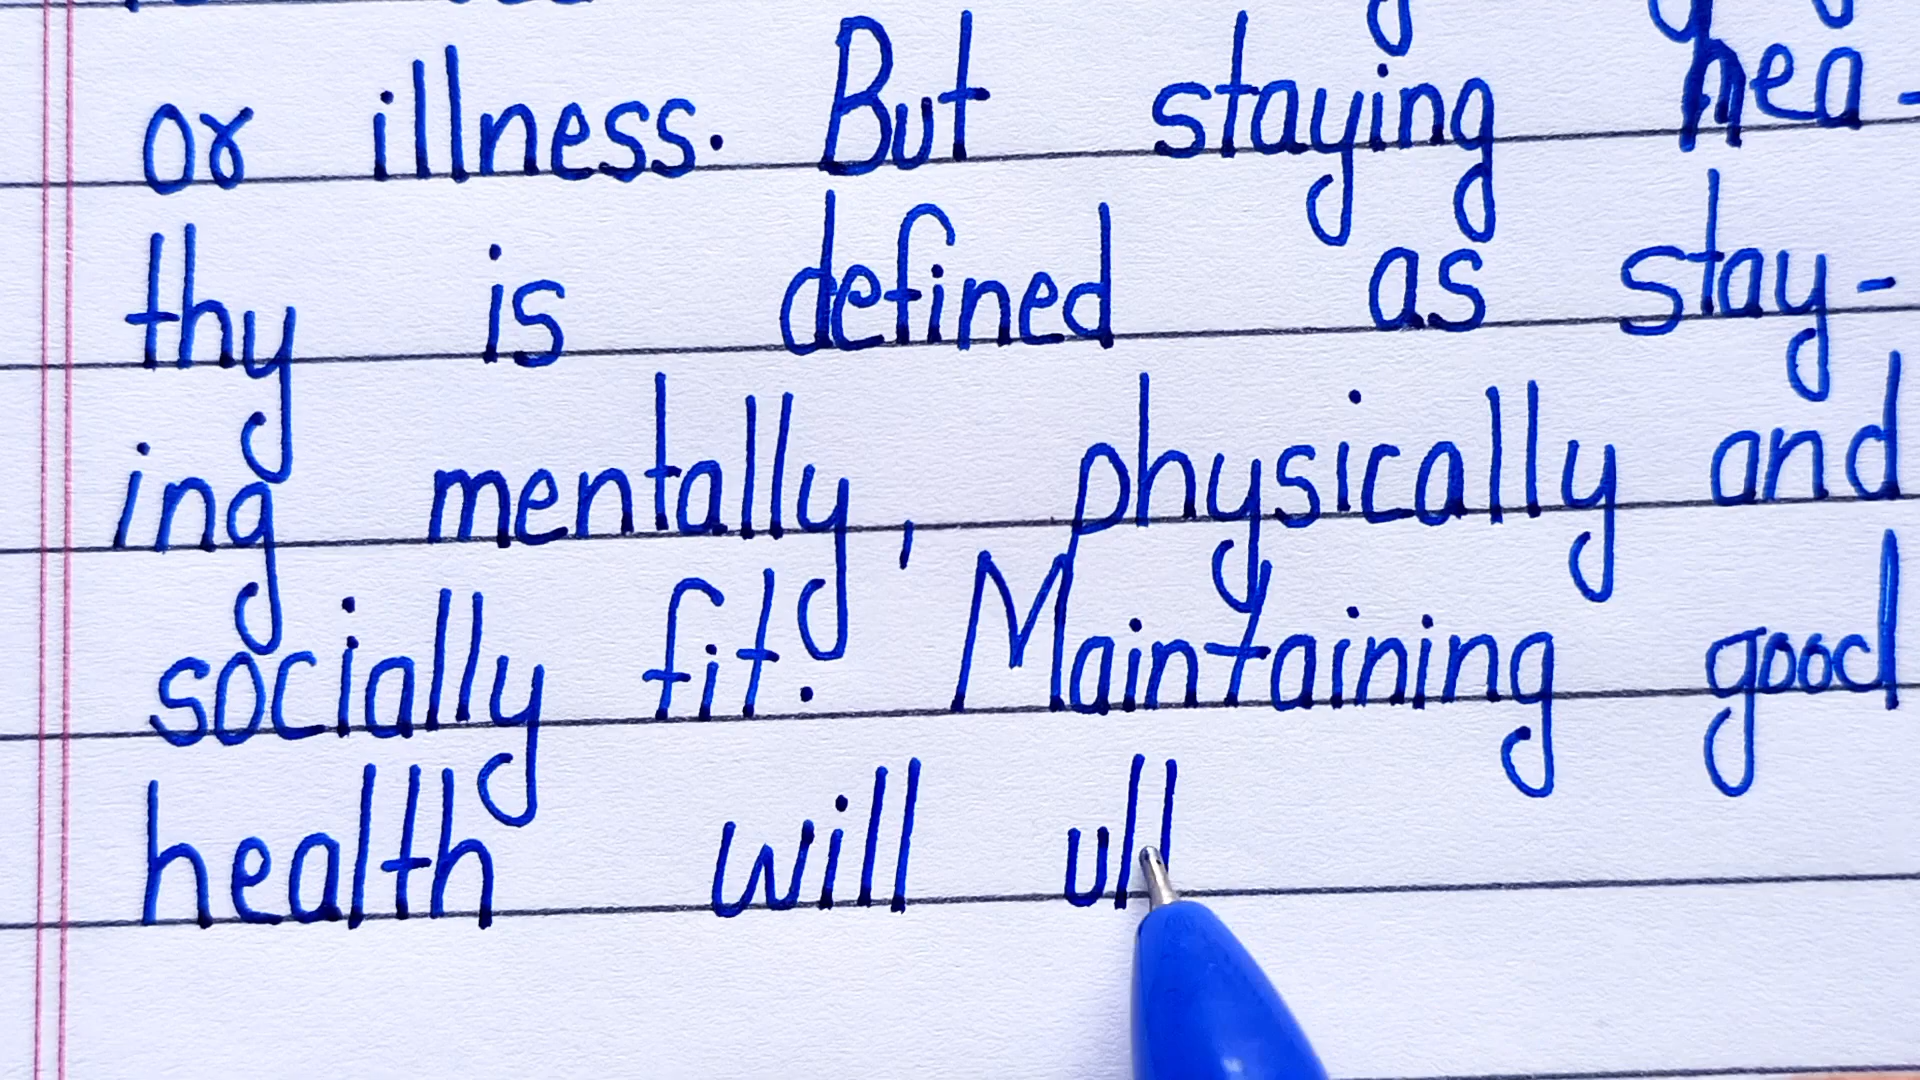 or illness. But staying hea-
thy is defined as stay-
ing mentally, physically and
socially fit. Maintaining good
health will ull